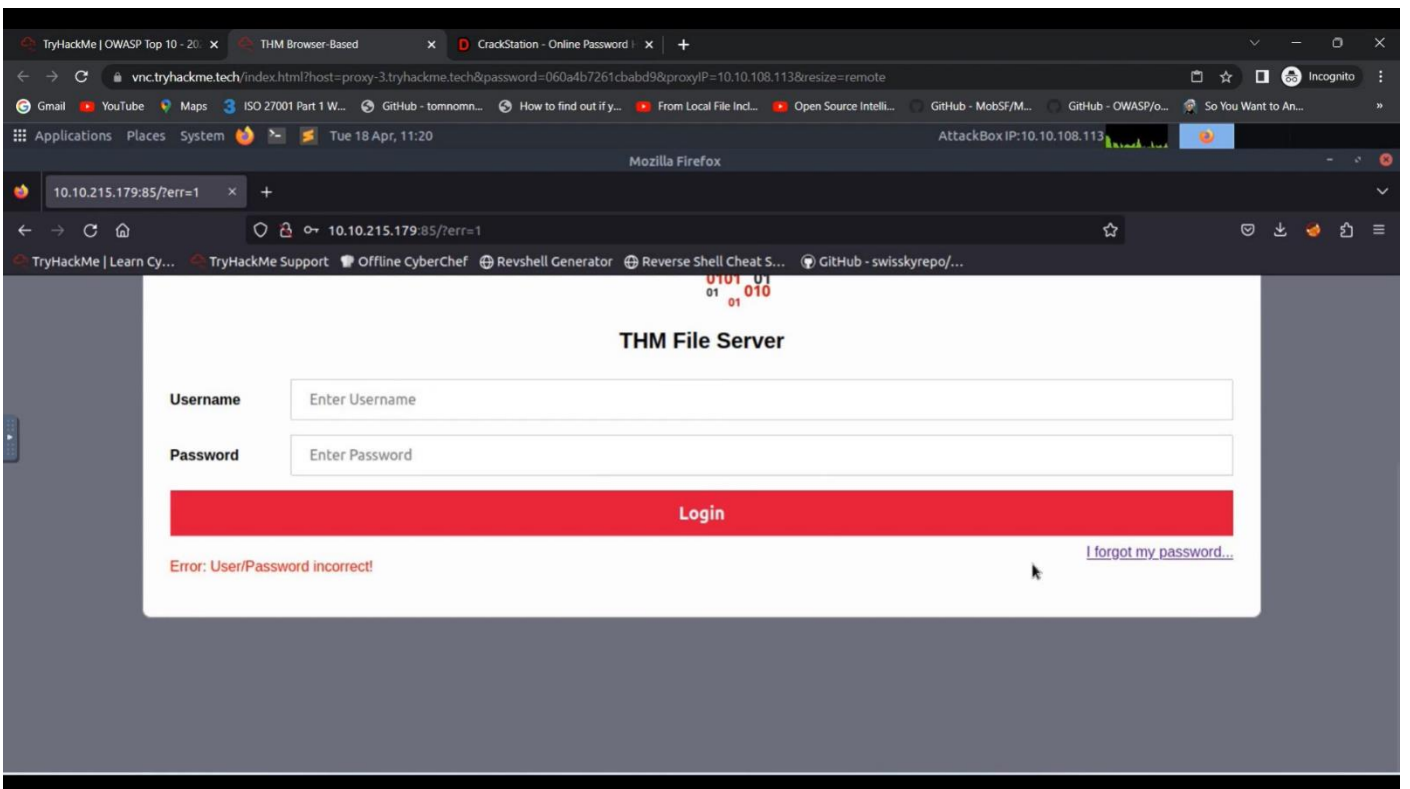 TryHackMe | OWASP Top 10 - 20
THM Browser-Based
CrackStation - Online Password H
vnc.tryhackme.tech/index.html?host=proxy-3.tryhackme.tech&password=060a4b7261cbabd9&proxyIP=10.10.108.113&resize=remote
Incognito
Gmail YouTube Maps ISO 27001 Part 1 W... GitHub - tomnomn... How to find out if y... From Local File Incl... Open Source Intelli... GitHub - MobSF/M... GitHub - OWASP/o... So You Want to An... »
Applications Places System Tue 18 Apr, 11:20 AttackBox IP:10.10.108.113
Mozilla Firefox
10.10.215.179:85/?err=1
10.10.215.179:85/?err=1
TryHackMe | Learn Cy... TryHackMe Support Offline CyberChef Revshell Generator Reverse Shell Cheat S... GitHub - swisskyrepo/...
0101 01
01 010
01
THM File Server
Username Enter Username
Password Enter Password
Login
I forgot my password...
Error: User/Password incorrect!